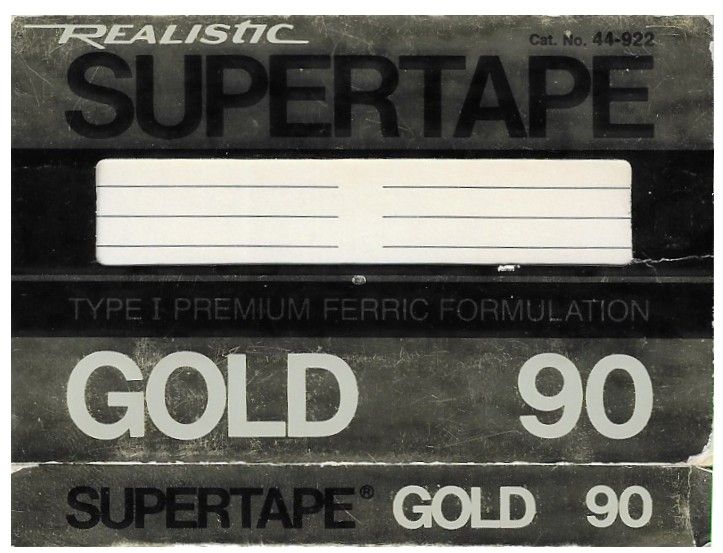 REALISTIC
Cat. No. 44-922
SUPERTAPE
TYPE I PREMIUM FERRIC FORMULATION
GOLD 90
SUPERTAPE® GOLD 90